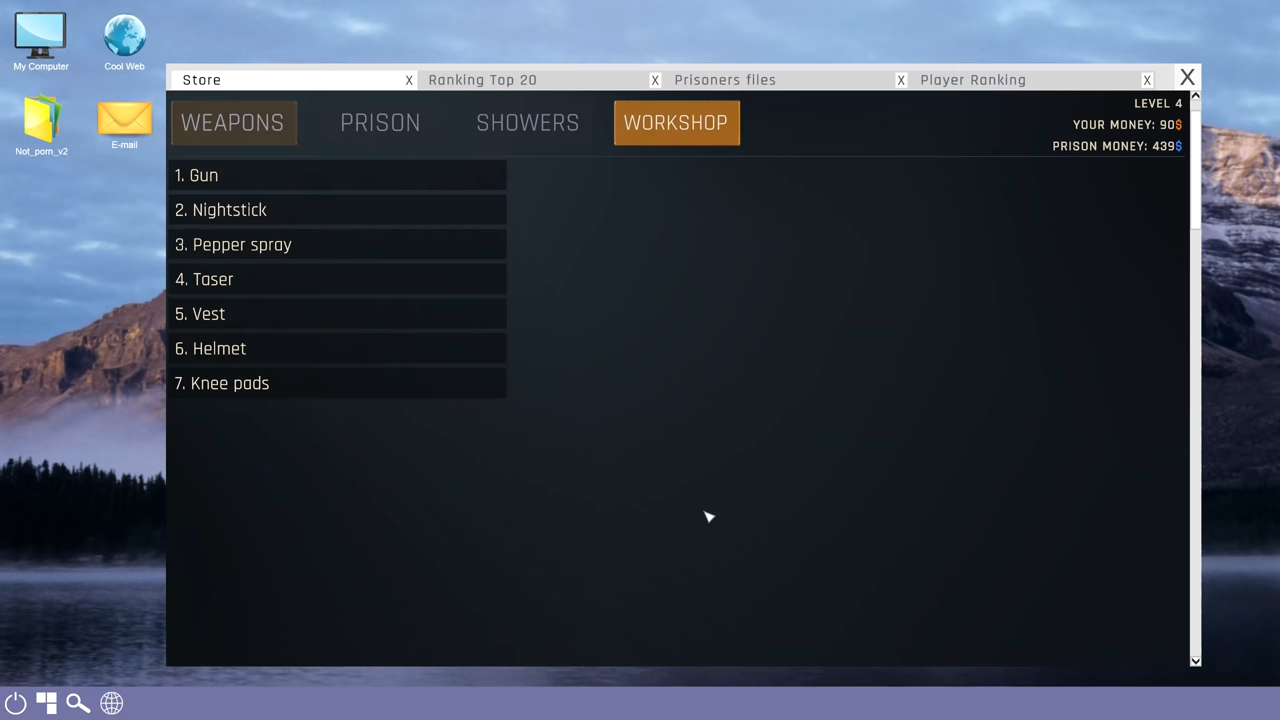 My Computer
Cool Web
Not_porn_v2
E-mail
Store X
Ranking Top 20 X
Prisoners files X
Player Ranking X
X
WEAPONS PRISON SHOWERS WORKSHOP
LEVEL 4
YOUR MONEY: 90$
PRISON MONEY: 439$
1. Gun
2. Nightstick
3. Pepper spray
4. Taser
5. Vest
6. Helmet
7. Knee pads